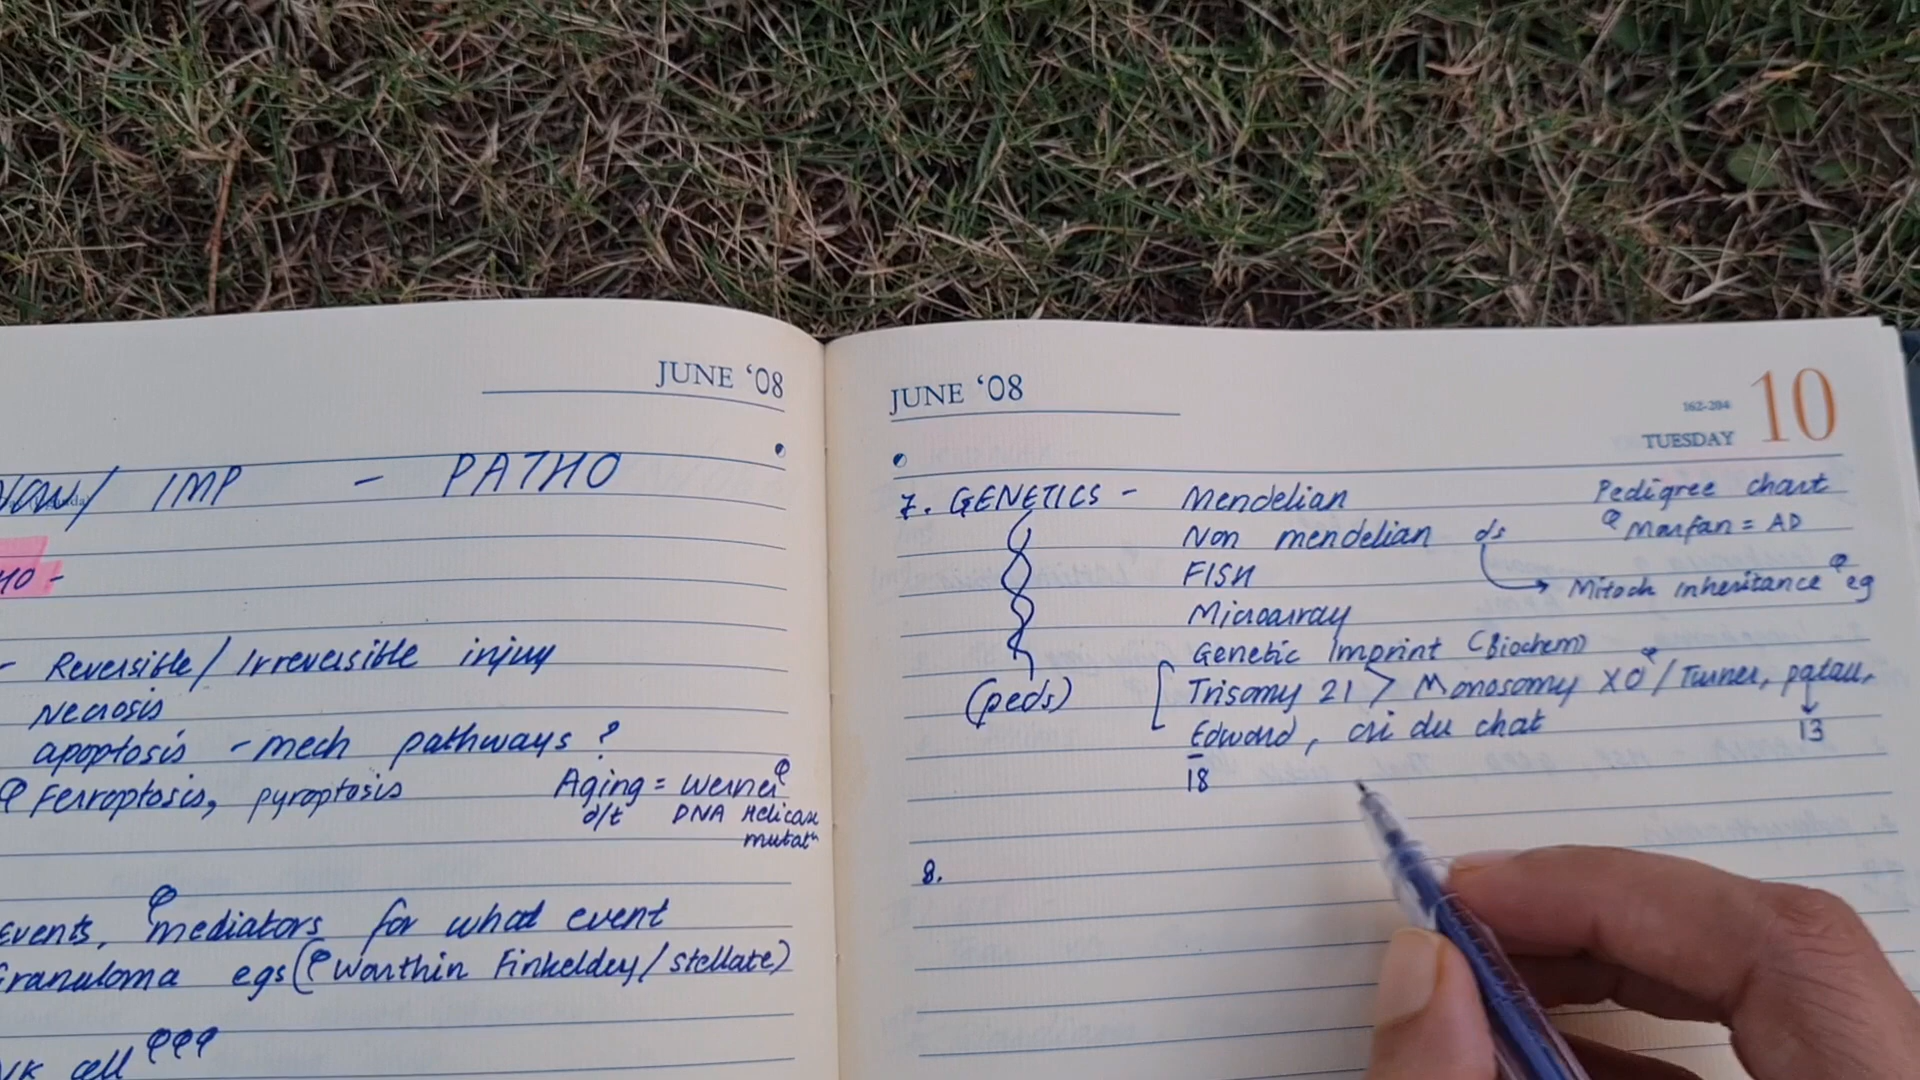 JUNE '08
IMP - PATHO
- Reversible/Irreversible injury
Necrosis
apoptosis - mech pathways ?
Ferroptosis, pyroptosis
Aging = Werner
d/t DNA Helicase
mutatn
Events, mediators for what event
Granuloma egs (Warthin Finkeldey/stellate)
cell
JUNE '08
162-204
TUESDAY
10
7. GENETICS - Mendelian Pedigree chart
Non mendelian ds Marfan = AD
FISH Mitoch inheritance eg
Microarray
Genetic Imprint (Biochem)
(peds) Trisomy 21 > Monosomy XO / Turner, patau,
Edward, cri du chat 13
18
8.